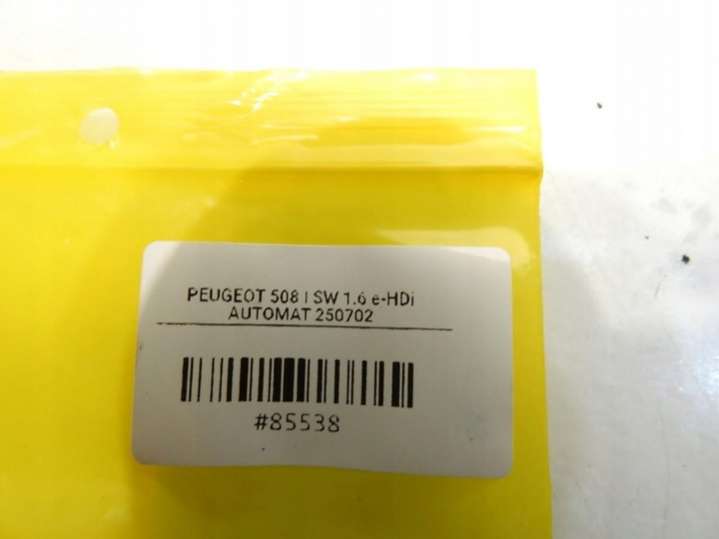 PEUGEOT 508 I SW 1.6 e-HDi
AUTOMAT 250702
#85538